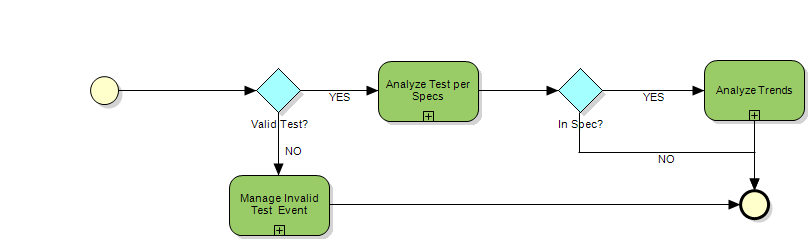 Analyze Test per
Specs
Analyze Trends
YES
YES
Valid Test?
In Spec?
NO
NO
Manage Invalid
Test Event